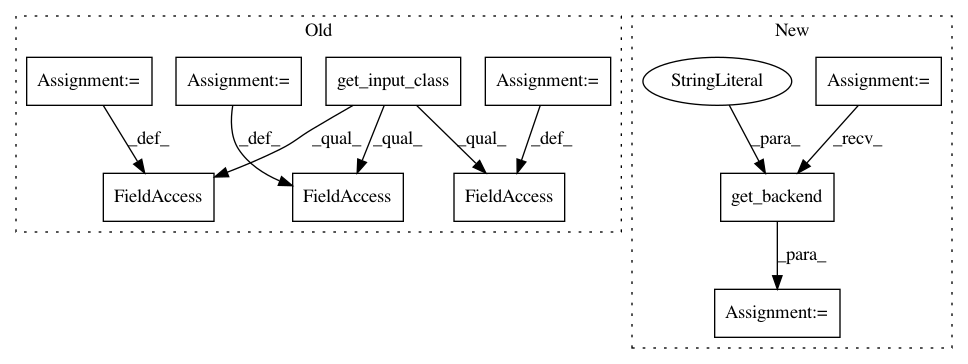 Old
New
Assignment:=
Assignment:=
get_input_class
Assignment:=
StringLiteral
Assignment:=
_def_
_def_
_qual_
_qual_
_qual_
_def_
_para_
_recv_
FieldAccess
FieldAccess
FieldAccess
get_backend
_para_
Assignment:=